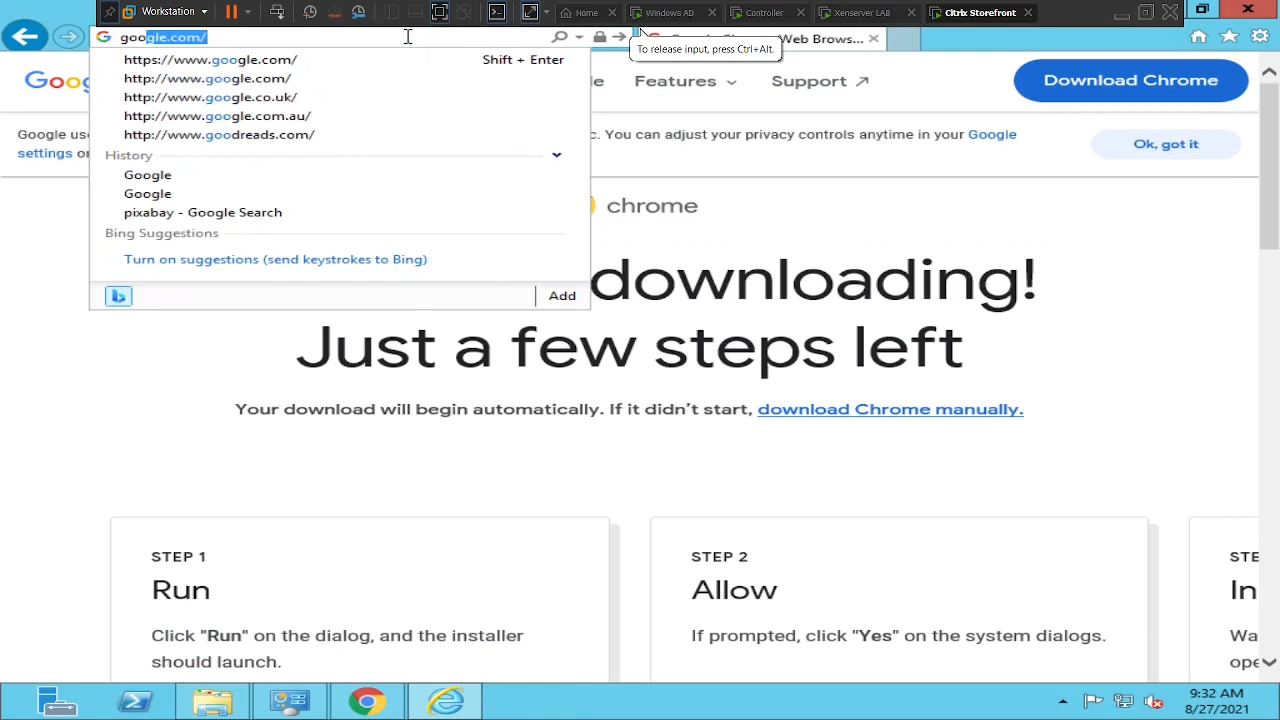 Workstation
Home
Windows AD
Controller
Xenserver LAB
Citrix Storefront
google.com/
Web Brows...
To release input, press Ctrl+Alt.
https://www.google.com/
Shift + Enter
http://www.google.com/
http://www.google.co.uk/
http://www.google.com.au/
http://www.goodreads.com/
History
Google
Google
pixabay - Google Search
Bing Suggestions
Turn on suggestions (send keystrokes to Bing)
Add
Goog
le
Features
Support
Download Chrome
Google use
c. You can adjust your privacy controls anytime in your Google
settings or
Ok, got it
chrome
downloading!
Just a few steps left
Your download will begin automatically. If it didn't start, download Chrome manually.
STEP 1
Run
Click "Run" on the dialog, and the installer
should launch.
STEP 2
Allow
If prompted, click "Yes" on the system dialogs.
STE
In
Wa
ope
9:32 AM
8/27/2021